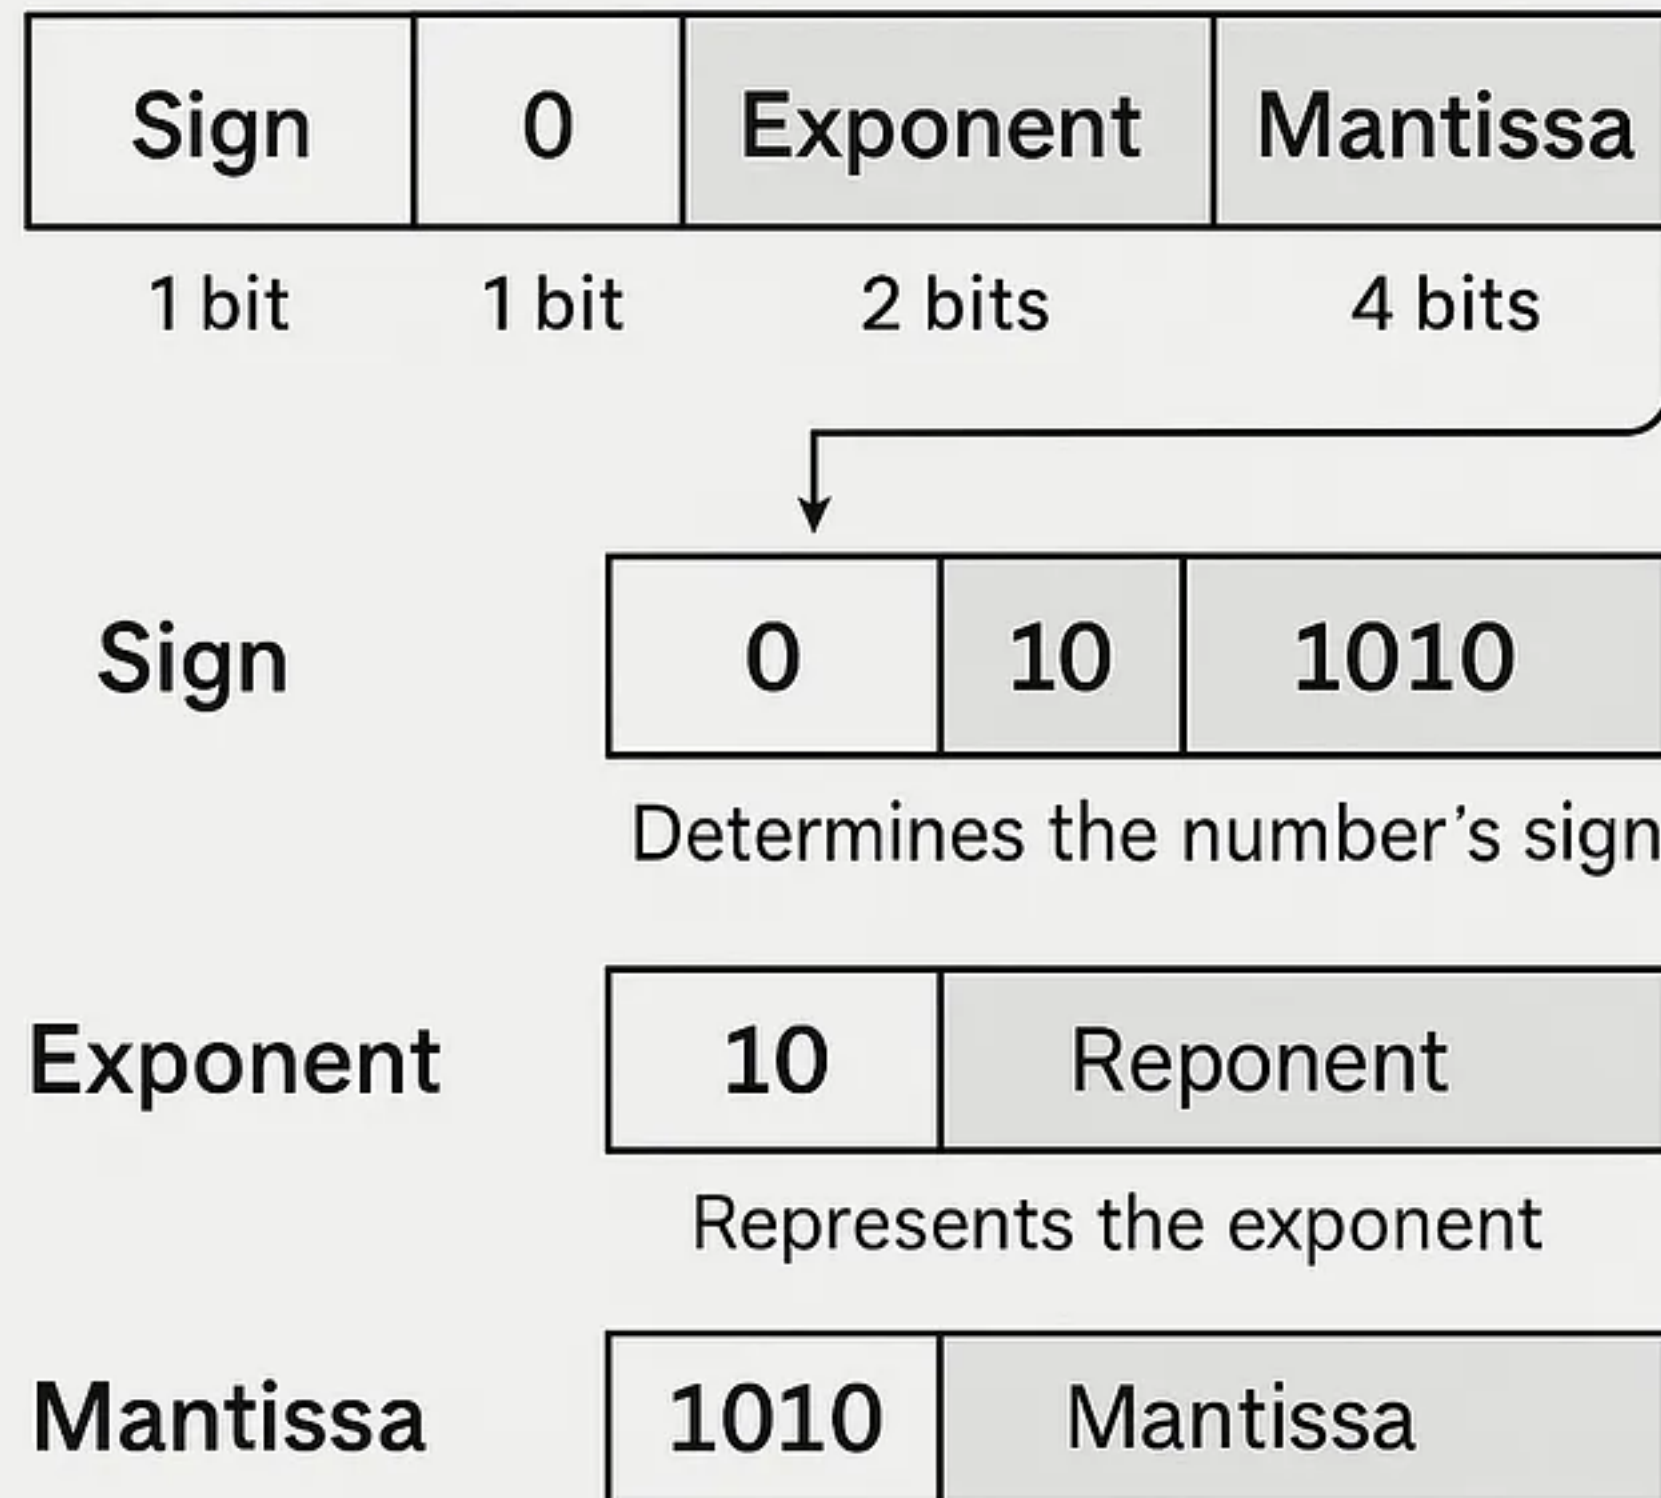 Sign 0 Exponent Mantissa
1 bit 1 bit 2 bits 4 bits
Sign 0 10 1010
Determines the number’s sign
Exponent 10 Reponent
Represents the exponent
Mantissa 1010 Mantissa